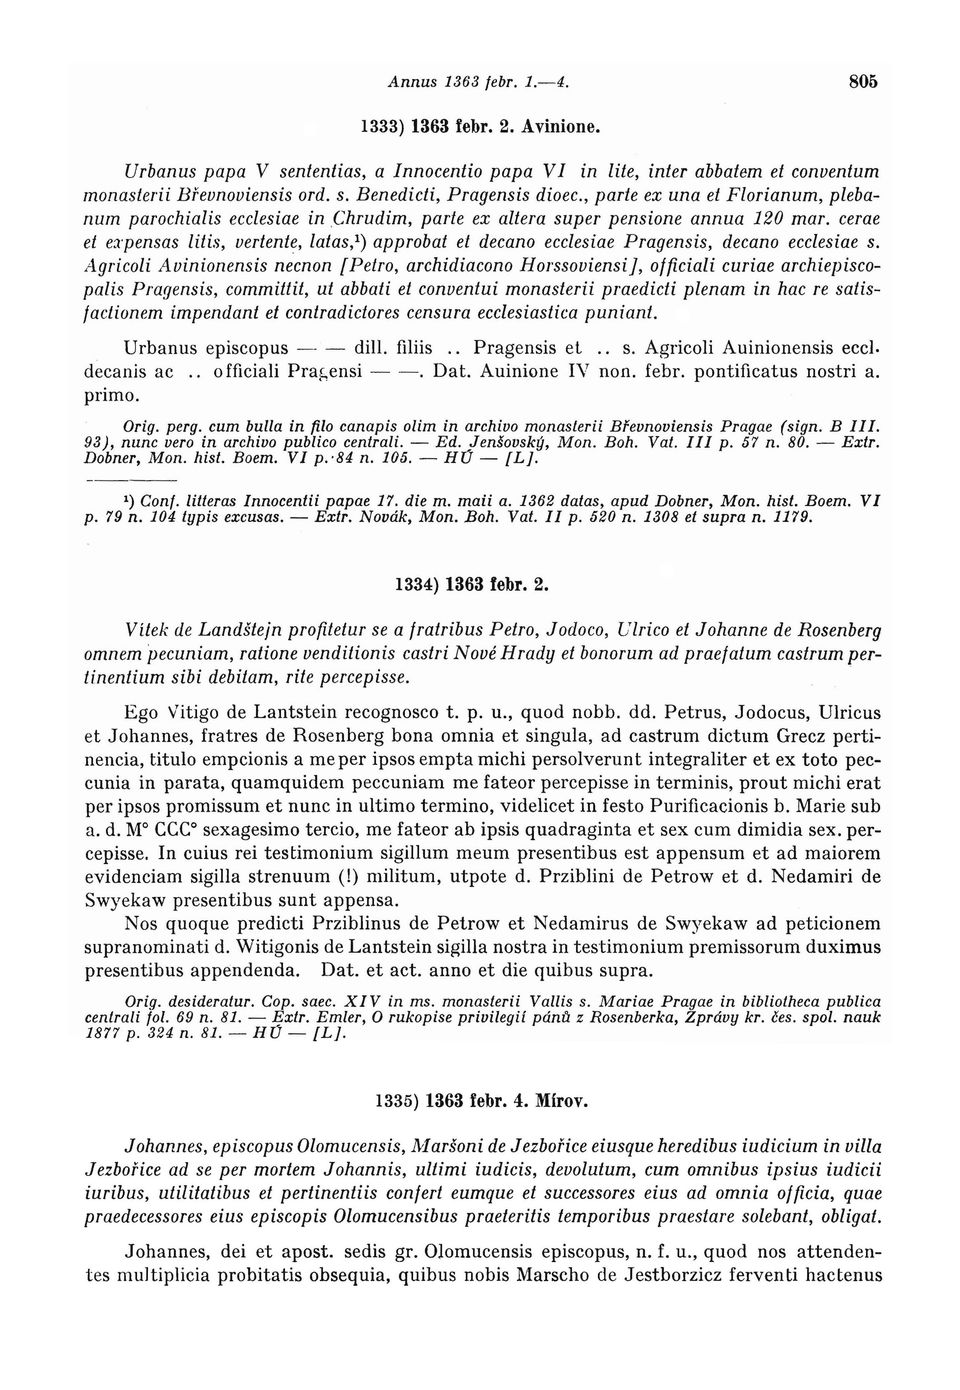 Annus 1363 febr. 1.—4. 805
1333) 1363 febr. 2. Avinione.
Urbanus papa V sententias, a Innocentio papa VI in lite, inter abbatem et conventum
monasterii Břevnoviensis ord. s. Benedicti, Pragensis dioec., parte ex una et Florianum, pleba-
num parochialis ecclesiae in Chrudim, parte ex altera super pensione annua 120 mar. cerae
et expensas litis, vertente, latas,¹) approbat et decano ecclesiae Pragensis, decano ecclesiae s.
Agricoli Avinionensis necnon [Petro, archidiacono Horssoviensi], officiali curiae archiepisco-
palis Pragensis, committit, ut abbati et conventui monasterii praedicti plenam in hac re satis-
factionem impendant et contradictores censura ecclesiastica puniant.
Urbanus episcopus — — dill. filiis .. Pragensis et .. s. Agricoli Auinionensis eccl.
decanis ac .. officiali Pragensi — —. Dat. Auinione IV non. febr. pontificatus nostri a.
primo.
Orig. perg. cum bulla in filo canapis olim in archivo monasterii Břevnoviensis Pragae (sign. B III.
93), nunc vero in archivo publico centrali. — Ed. Jenšovský, Mon. Boh. Vat. III p. 57 n. 80. — Extr.
Dobner, Mon. hist. Boem. VI p. 84 n. 105. — HÚ — [L].
¹) Conf. litteras Innocentii papae 17. die m. maii a. 1362 datas, apud Dobner, Mon. hist. Boem. VI
p. 79 n. 104 typis excusas. — Extr. Novák, Mon. Boh. Vat. II p. 520 n. 1308 et supra n. 1179.
1334) 1363 febr. 2.
Vítek de Landštejn profitetur se a fratribus Petro, Jodoco, Ulrico et Johanne de Rosenberg
omnem pecuniam, ratione venditionis castri Nové Hrady et bonorum ad praefatum castrum per-
tinentium sibi debitam, rite percepisse.
Ego Vitigo de Lantstein recognosco t. p. u., quod nobb. dd. Petrus, Jodocus, Ulricus
et Johannes, fratres de Rosenberg bona omnia et singula, ad castrum dictum Grecz perti-
nencia, titulo empcionis a me per ipsos empta michi persolverunt integraliter et ex toto pec-
cunia in parata, quamquidem peccuniam me fateor percepisse in terminis, prout michi erat
per ipsos promissum et nunc in ultimo termino, videlicet in festo Purificacionis b. Marie sub
a. d. M° CCC° sexagesimo tercio, me fateor ab ipsis quadraginta et sex cum dimidia sex. per-
cepisse. In cuius rei testimonium sigillum meum presentibus est appensum et ad maiorem
evidenciam sigilla strenuum (!) militum, utpote d. Prziblini de Petrow et d. Nedamiri de
Swyekaw presentibus sunt appensa.
Nos quoque predicti Prziblinus de Petrow et Nedamirus de Swyekaw ad peticionem
supranominati d. Witigonis de Lantstein sigilla nostra in testimonium premissorum duximus
presentibus appendenda. Dat. et act. anno et die quibus supra.
Orig. desideratur. Cop. saec. XIV in ms. monasterii Vallis s. Mariae Pragae in bibliotheca publica
centrali fol. 69 n. 81. — Extr. Emler, O rukopise privilegií pánů z Rosenberka, Zprávy kr. čes. spol. nauk
1877 p. 324 n. 81. — HÚ — [L].
1335) 1363 febr. 4. Mírov.
Johannes, episcopus Olomucensis, Maršoni de Jezbořice eiusque heredibus iudicium in villa
Jezbořice ad se per mortem Johannis, ultimi iudicis, devolutum, cum omnibus ipsius iudicii
iuribus, utilitatibus et pertinentiis confert eumque et successores eius ad omnia officia, quae
praedecessores eius episcopis Olomucensibus praeteritis temporibus praestare solebant, obligat.
Johannes, dei et apost. sedis gr. Olomucensis episcopus, n. f. u., quod nos attenden-
tes multiplicia probitatis obsequia, quibus nobis Marscho de Jestborzicz ferventi hactenus